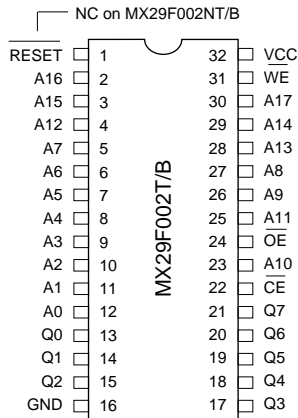 NC on MX29F002NT/B
RESET 1 32 VCC
A16 2 31 WE
A15 3 30 A17
A12 4 29 A14
A7 5 28 A13
A6 6 27 A8
A5 7 26 A9
A4 8 25 A11
A3 9 24 OE
A2 10 23 A10
A1 11 22 CE
A0 12 21 Q7
Q0 13 20 Q6
Q1 14 19 Q5
Q2 15 18 Q4
GND 16 17 Q3
MX29F002T/B